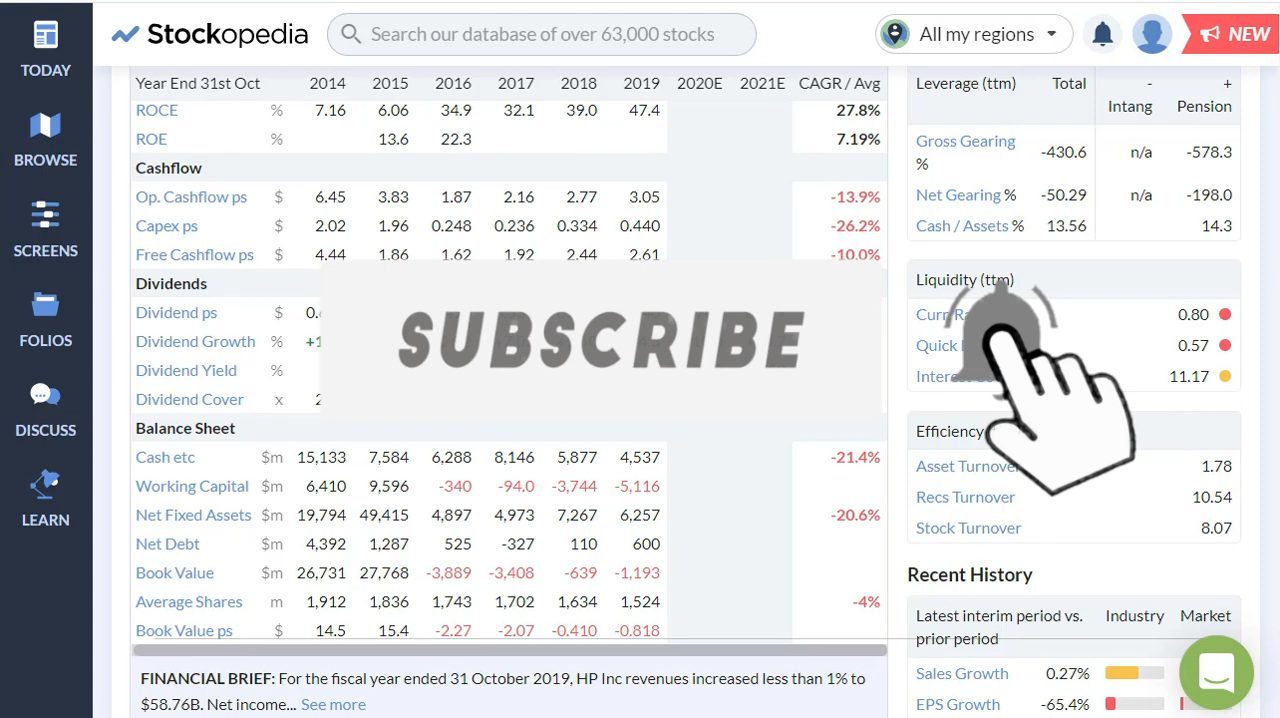 TODAY
BROWSE
SCREENS
FOLIOS
DISCUSS
LEARN
Stockopedia
Search our database of over 63,000 stocks
All my regions
NEW
Year End 31st Oct 2014 2015 2016 2017 2018 2019 2020E 2021E CAGR / Avg
ROCE % 7.16 6.06 34.9 32.1 39.0 47.4 27.8%
ROE % 13.6 22.3 7.19%
Cashflow
Op. Cashflow ps $ 6.45 3.83 1.87 2.16 2.77 3.05 -13.9%
Capex ps $ 2.02 1.96 0.248 0.236 0.334 0.440 -26.2%
Free Cashflow ps $ 4.44 1.86 1.62 1.92 2.44 2.61 -10.0%
Dividends
Dividend ps $
Dividend Growth %
Dividend Yield %
Dividend Cover x
SUBSCRIBE
Balance Sheet
Cash etc $m 15,133 7,584 6,288 8,146 5,877 4,537 -21.4%
Working Capital $m 6,410 9,596 -340 -94.0 -3,744 -5,116
Net Fixed Assets $m 19,794 49,415 4,897 4,973 7,267 6,257 -20.6%
Net Debt $m 4,392 1,287 525 -327 110 600
Book Value $m 26,731 27,768 -3,889 -3,408 -639 -1,193
Average Shares m 1,912 1,836 1,743 1,702 1,634 1,524 -4%
Book Value ps $ 14.5 15.4 -2.27 -2.07 -0.410 -0.818
FINANCIAL BRIEF: For the fiscal year ended 31 October 2019, HP Inc revenues increased less than 1% to
$58.76B. Net income... See more
Leverage (ttm) Total - Intang + Pension
Gross Gearing % -430.6 n/a -578.3
Net Gearing % -50.29 n/a -198.0
Cash / Assets % 13.56 14.3
Liquidity (ttm)
Curr 0.80
Quick 0.57
11.17
Efficiency
Asset Turnover 1.78
Recs Turnover 10.54
Stock Turnover 8.07
Recent History
Latest interim period vs. Industry Market
prior period
Sales Growth 0.27%
EPS Growth -65.4%